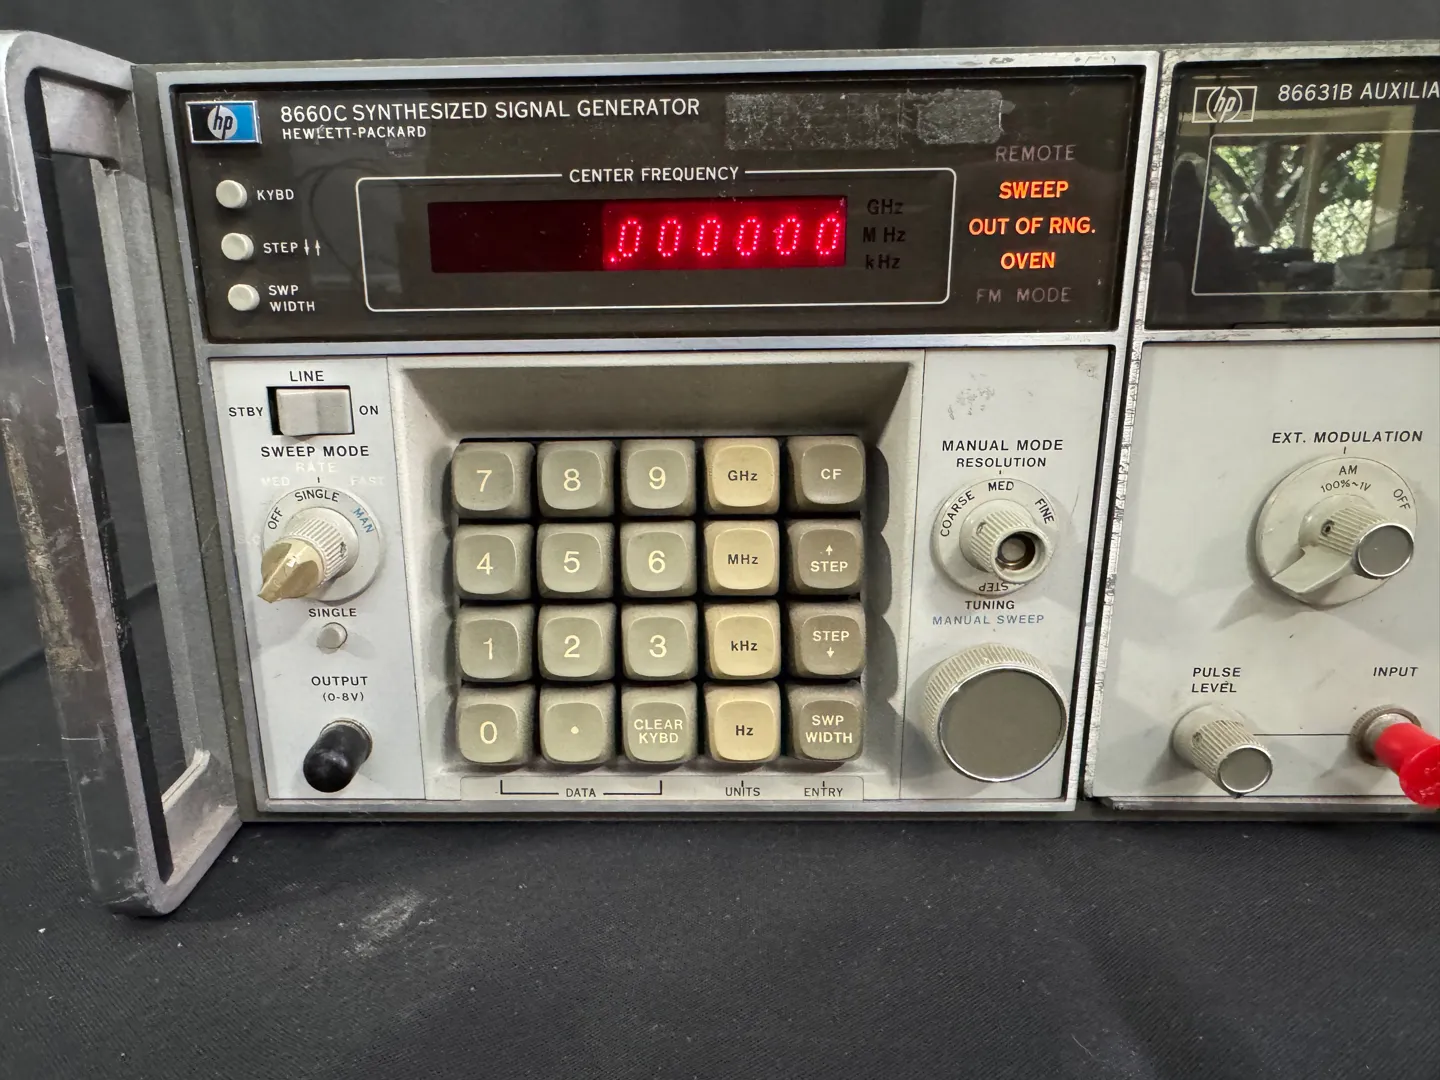 hp
8660C SYNTHESIZED SIGNAL GENERATOR
HEWLETT-PACKARD
KYBD
STEP
SWP
WIDTH
CENTER FREQUENCY
.000000
GHz
MHz
kHz
REMOTE
SWEEP
OUT OF RNG.
OVEN
FM MODE
hp
86631B AUXILIA
LINE
STBY
ON
SWEEP MODE
RATE
MED
FAST
OFF
SINGLE
MAN
SINGLE
OUTPUT
(0-8V)
7 8 9 GHz CF
4 5 6 MHz ↑ STEP
1 2 3 kHz STEP ↓
0 . CLEAR KYBD Hz SWP WIDTH
DATA
UNITS
ENTRY
MANUAL MODE
RESOLUTION
COARSE
MED
FINE
STEP
TUNING
MANUAL SWEEP
EXT. MODULATION
AM
100%~1V
OFF
PULSE
LEVEL
INPUT